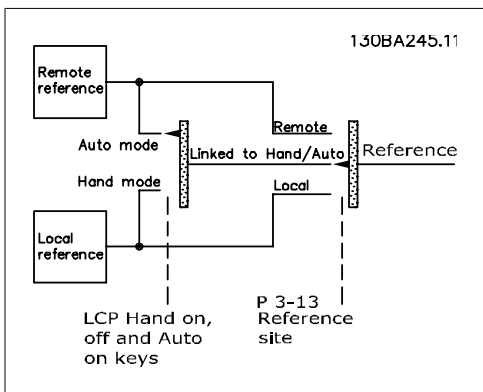 130BA245.11
Remote
reference
Remote
Auto mode
Linked to Hand/Auto
Reference
Hand mode
Local
Local
reference
LCP Hand on,
off and Auto
on keys
P 3-13
Reference
site